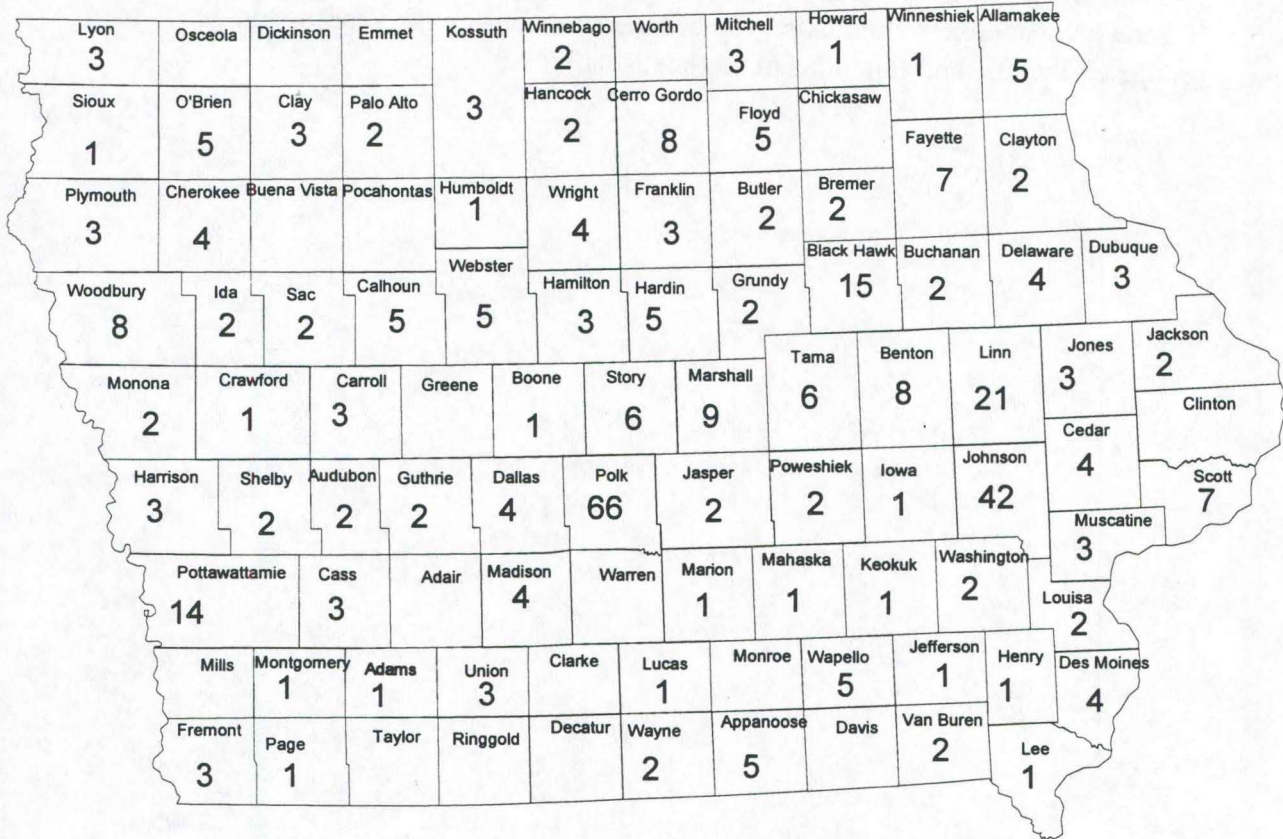 Lyon 3
Osceola
Dickinson
Emmet
Kossuth 3
Winnebago 2
Worth
Mitchell 3
Howard 1
Winneshiek 1
Allamakee 5
Sioux 1
O'Brien 5
Clay 3
Palo Alto 2
Hancock 2
Cerro Gordo 8
Floyd 5
Chickasaw
Fayette 7
Clayton 2
Plymouth 3
Cherokee 4
Buena Vista
Pocahontas
Humboldt 1
Wright 4
Franklin 3
Butler 2
Bremer 2
Woodbury 8
Ida 2
Sac 2
Calhoun 5
Webster 5
Hamilton 3
Hardin 5
Grundy 2
Black Hawk 15
Buchanan 2
Delaware 4
Dubuque 3
Monona 2
Crawford 1
Carroll 3
Greene
Boone 1
Story 6
Marshall 9
Tama 6
Benton 8
Linn 21
Jones 3
Jackson 2
Clinton
Cedar 4
Harrison 3
Shelby 2
Audubon 2
Guthrie 2
Dallas 4
Polk 66
Jasper 2
Poweshiek 2
Iowa 1
Johnson 42
Scott 7
Muscatine 3
Pottawattamie 14
Cass 3
Adair
Madison 4
Warren
Marion 1
Mahaska 1
Keokuk 1
Washington 2
Louisa 2
Mills
Montgomery 1
Adams 1
Union 3
Clarke
Lucas 1
Monroe
Wapello 5
Jefferson 1
Henry 1
Des Moines 4
Fremont 3
Page 1
Taylor
Ringgold
Decatur
Wayne 2
Appanoose 5
Davis
Van Buren 2
Lee 1